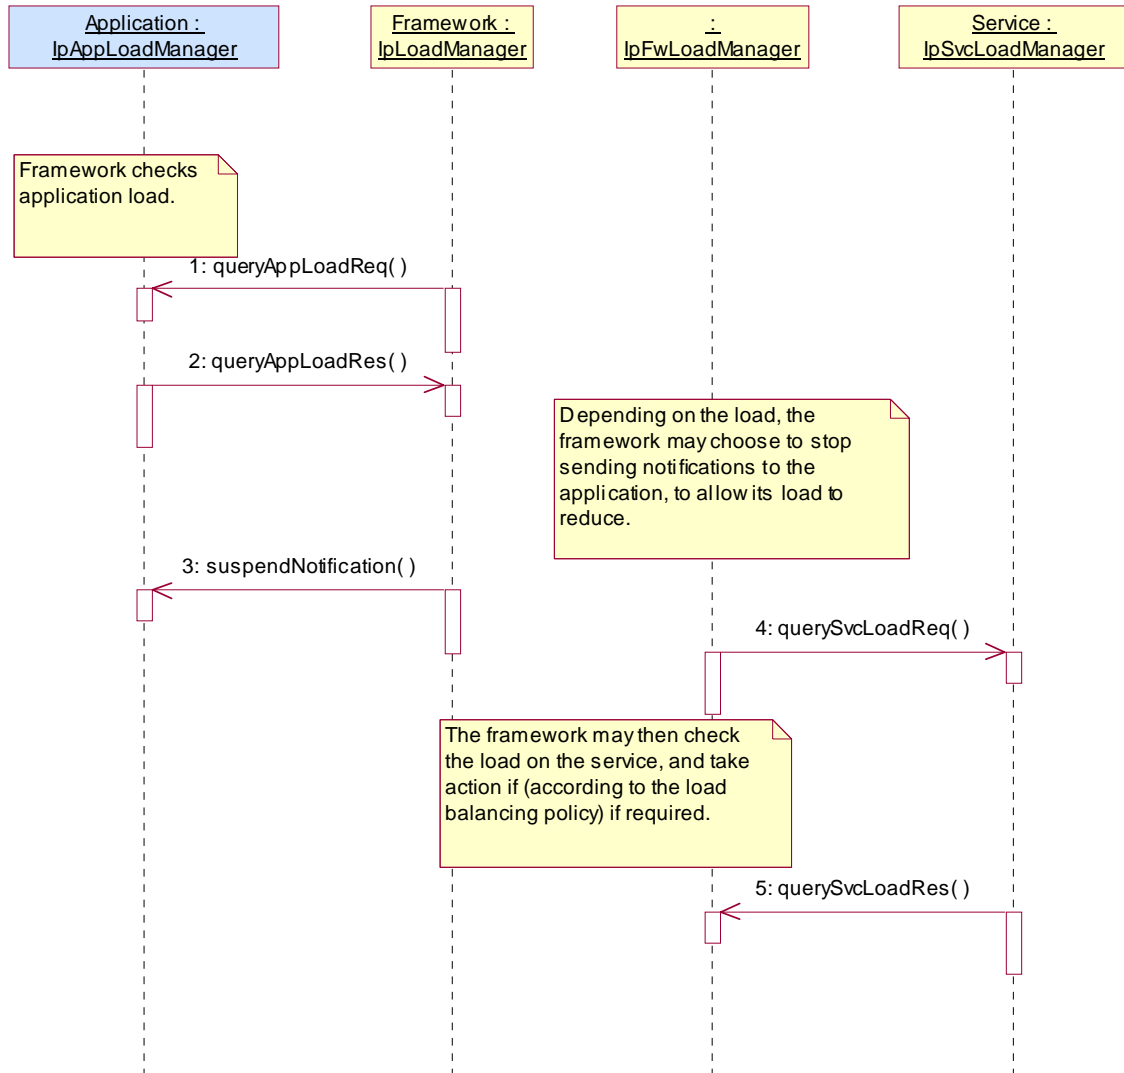 Application :
IpAppLoadManager
Framework :
IpLoadManager
:
IpFwLoadManager
Service :
IpSvcLoadManager
Framework checks
application load.
1: queryAppLoadReq( )
2: queryAppLoadRes( )
Depending on the load, the
framework may choose to stop
sending notifications to the
application, to allow its load to
reduce.
3: suspendNotification( )
4: querySvcLoadReq( )
The framework may then check
the load on the service, and take
action if (according to the load
balancing policy) if required.
5: querySvcLoadRes( )